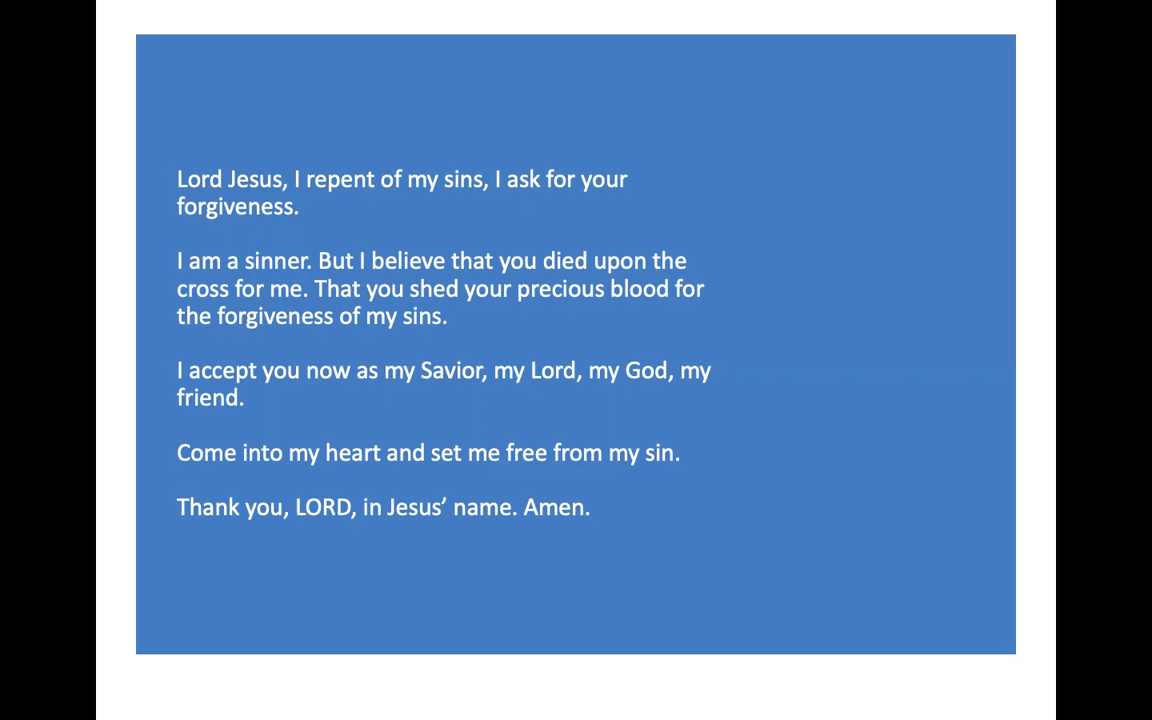 Lord Jesus, I repent of my sins, I ask for your
forgiveness.
I am a sinner. But I believe that you died upon the
cross for me. That you shed your precious blood for
the forgiveness of my sins.
I accept you now as my Savior, my Lord, my God, my
friend.
Come into my heart and set me free from my sin.
Thank you, LORD, in Jesus’ name. Amen.